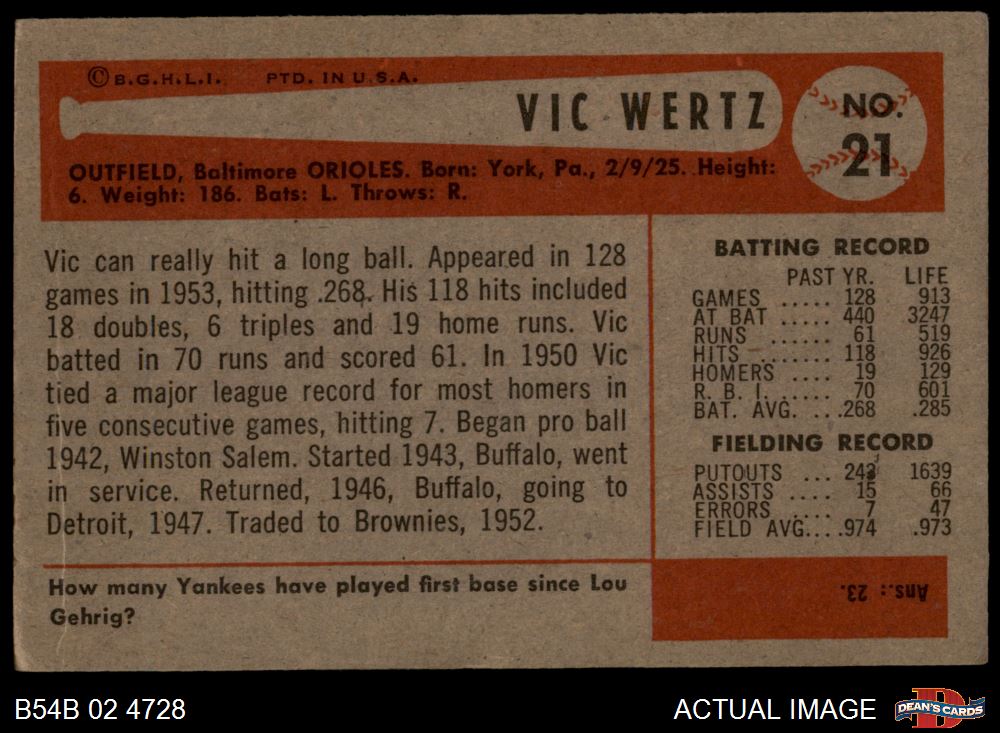 © B.G.H.L.I. PTD. IN U.S.A.
VIC WERTZ
NO.
21
OUTFIELD, Baltimore ORIOLES. Born: York, Pa., 2/9/25. Height:
6. Weight: 186. Bats: L. Throws: R.
Vic can really hit a long ball. Appeared in 128
games in 1953, hitting .268. His 118 hits included
18 doubles, 6 triples and 19 home runs. Vic
batted in 70 runs and scored 61. In 1950 Vic
tied a major league record for most homers in
five consecutive games, hitting 7. Began pro ball
1942, Winston Salem. Started 1943, Buffalo, went
in service. Returned, 1946, Buffalo, going to
Detroit, 1947. Traded to Brownies, 1952.
BATTING RECORD
PAST YR. LIFE
GAMES ..... 128 913
AT BAT ..... 440 3247
RUNS ...... 61 519
HITS ....... 118 926
HOMERS .... 19 129
R. B. I. ..... 70 601
BAT. AVG. ... .268 .285
FIELDING RECORD
PUTOUTS ... 243 1639
ASSISTS .... 15 66
ERRORS .... 7 47
FIELD AVG.... .974 .973
How many Yankees have played first base since Lou
Gehrig?
Ans.: 23.
B54B 02 4728
ACTUAL IMAGE
D
DEAN'S CARDS